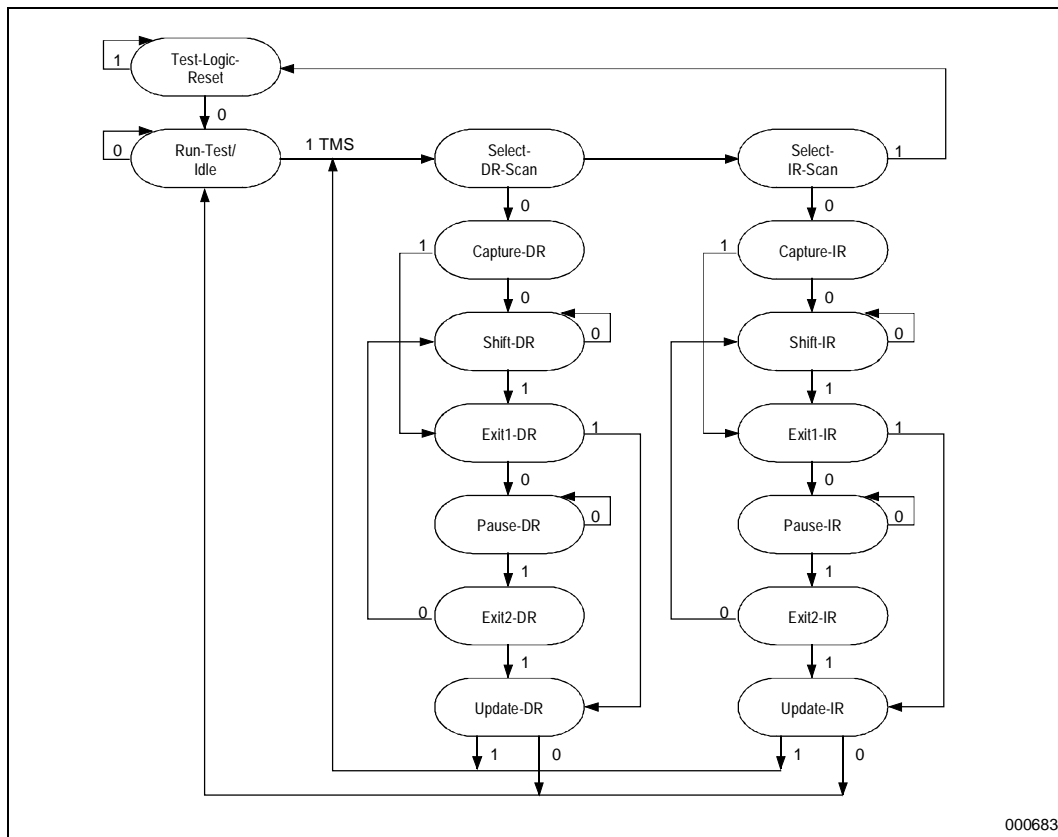 1
Test-Logic-
Reset
0
0
Run-Test/
Idle
1 TMS
Select-
DR-Scan
Select-
IR-Scan
1
0
0
1
Capture-DR
1
Capture-IR
0
0
Shift-DR
0
Shift-IR
0
1
1
Exit1-DR
1
Exit1-IR
1
0
0
Pause-DR
0
Pause-IR
0
1
1
0
Exit2-DR
0
Exit2-IR
1
1
Update-DR
Update-IR
1
0
1
0
000683